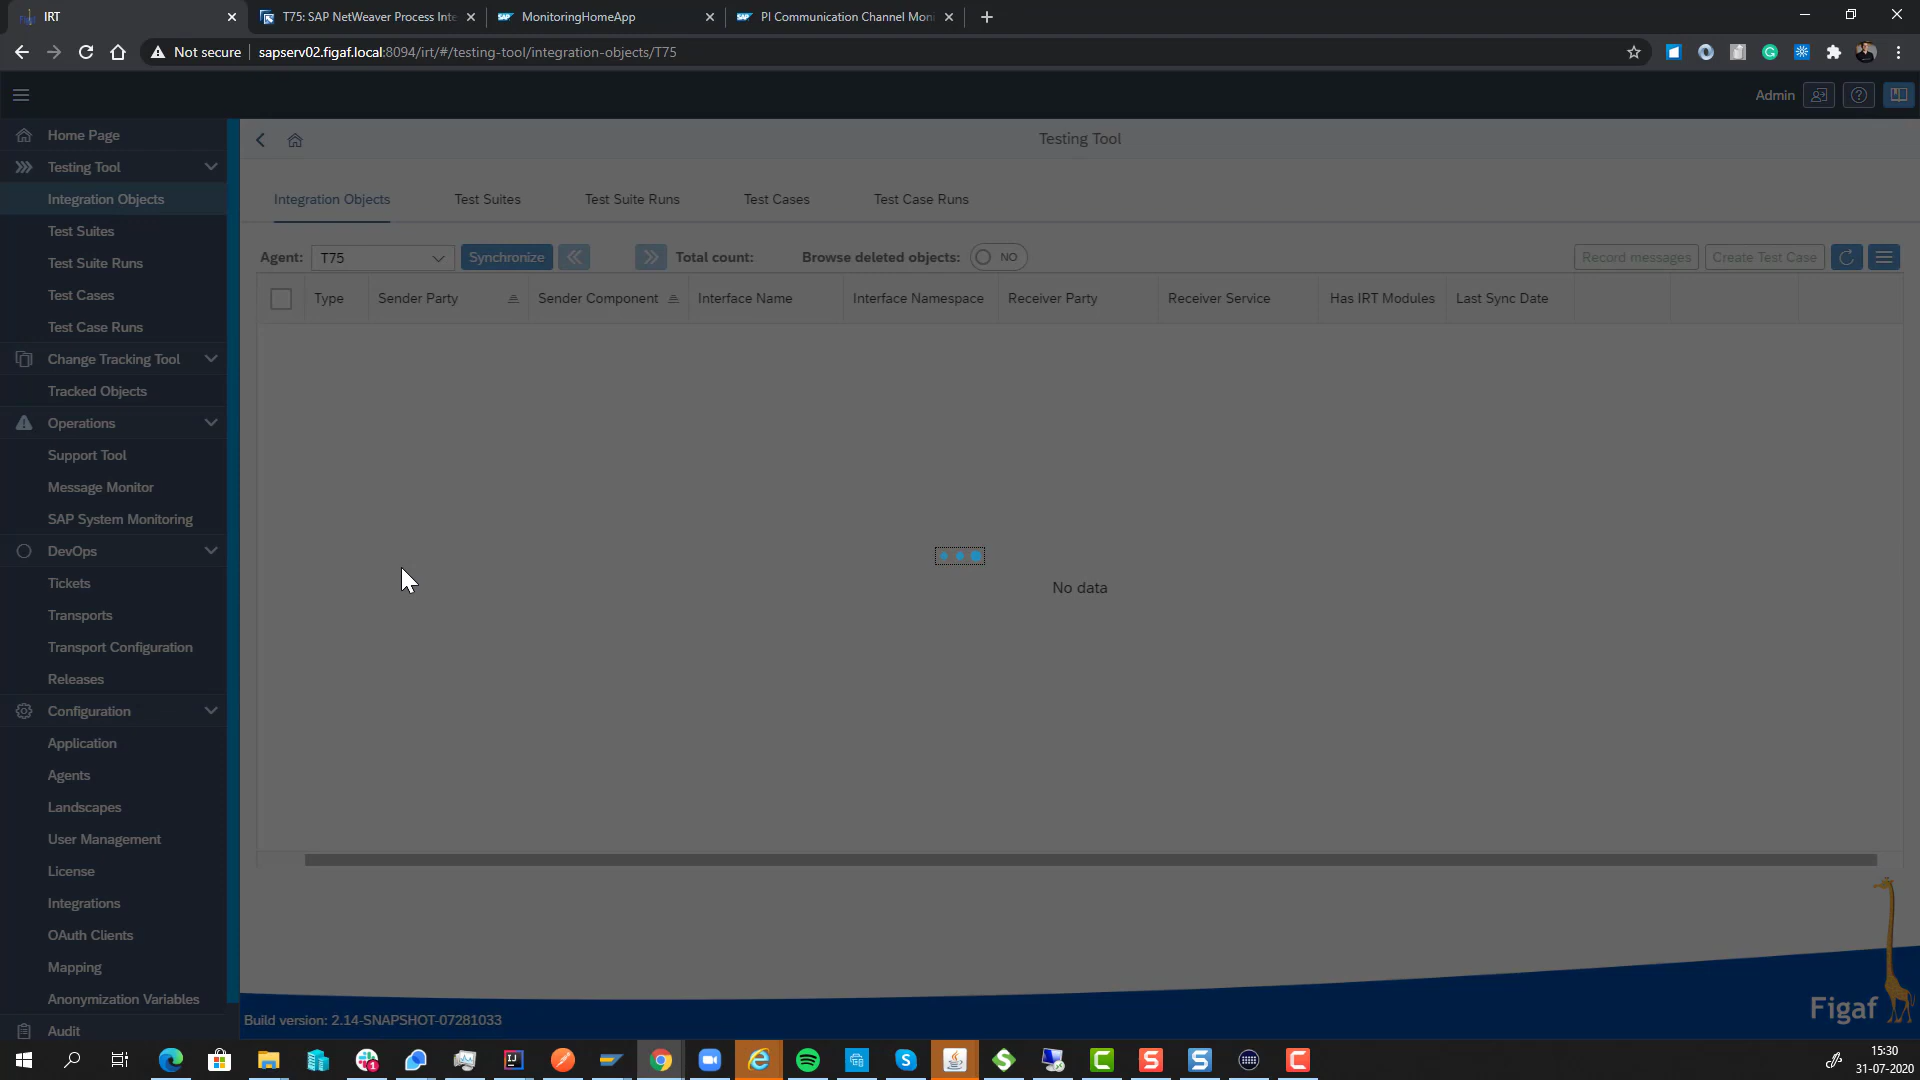 IRT
T75: SAP NetWeaver Process Inte
MonitoringHomeApp
PI Communication Channel Moni
Not secure
sapserv02.figaf.local:8094/irt/#/testing-tool/integration-objects/T75
Admin
Home Page
Testing Tool
Integration Objects
Test Suites
Test Suite Runs
Test Cases
Test Case Runs
Change Tracking Tool
Tracked Objects
Operations
Support Tool
Message Monitor
SAP System Monitoring
DevOps
Tickets
Transports
Transport Configuration
Releases
Configuration
Application
Agents
Landscapes
User Management
License
Integrations
OAuth Clients
Mapping
Anonymization Variables
Audit
Testing Tool
Integration Objects Test Suites Test Suite Runs Test Cases Test Case Runs
Agent: T75 Synchronize Total count: Browse deleted objects: NO Record messages Create Test Case
Type Sender Party Sender Component Interface Name Interface Namespace Receiver Party Receiver Service Has IRT Modules Last Sync Date
No data
Figaf
Build version: 2.14-SNAPSHOT-07281033
15:30
31-07-2020